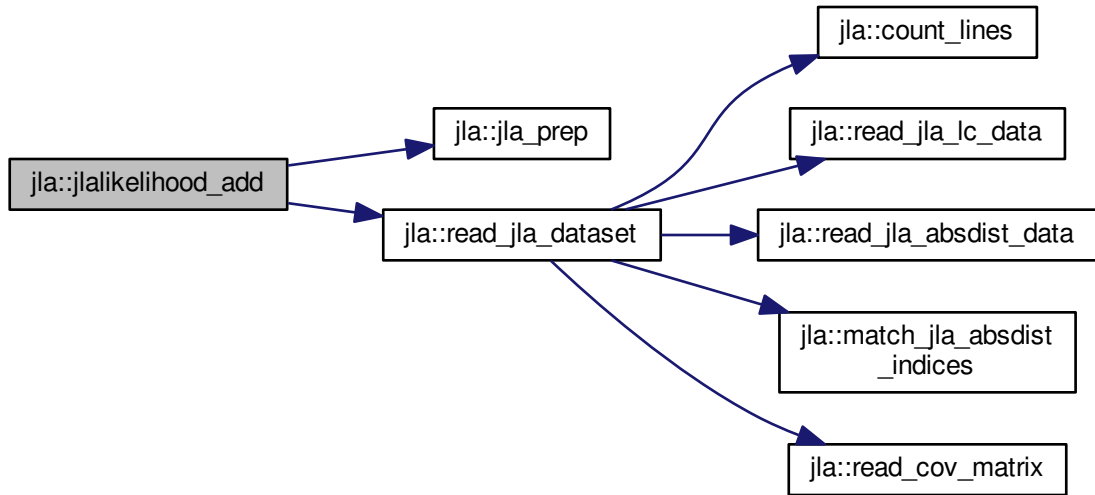 jla::jlalikelihood_add
jla::jla_prep
jla::read_jla_dataset
jla::count_lines
jla::read_jla_lc_data
jla::read_jla_absdist_data
jla::match_jla_absdist
_indices
jla::read_cov_matrix